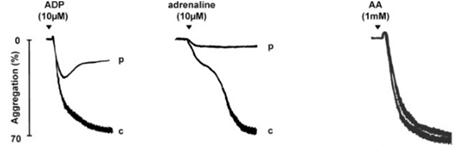 ADP
(10μM)
adrenaline
(10μM)
AA
(1mM)
0
Aggregation (%)
70
p
c
p
c